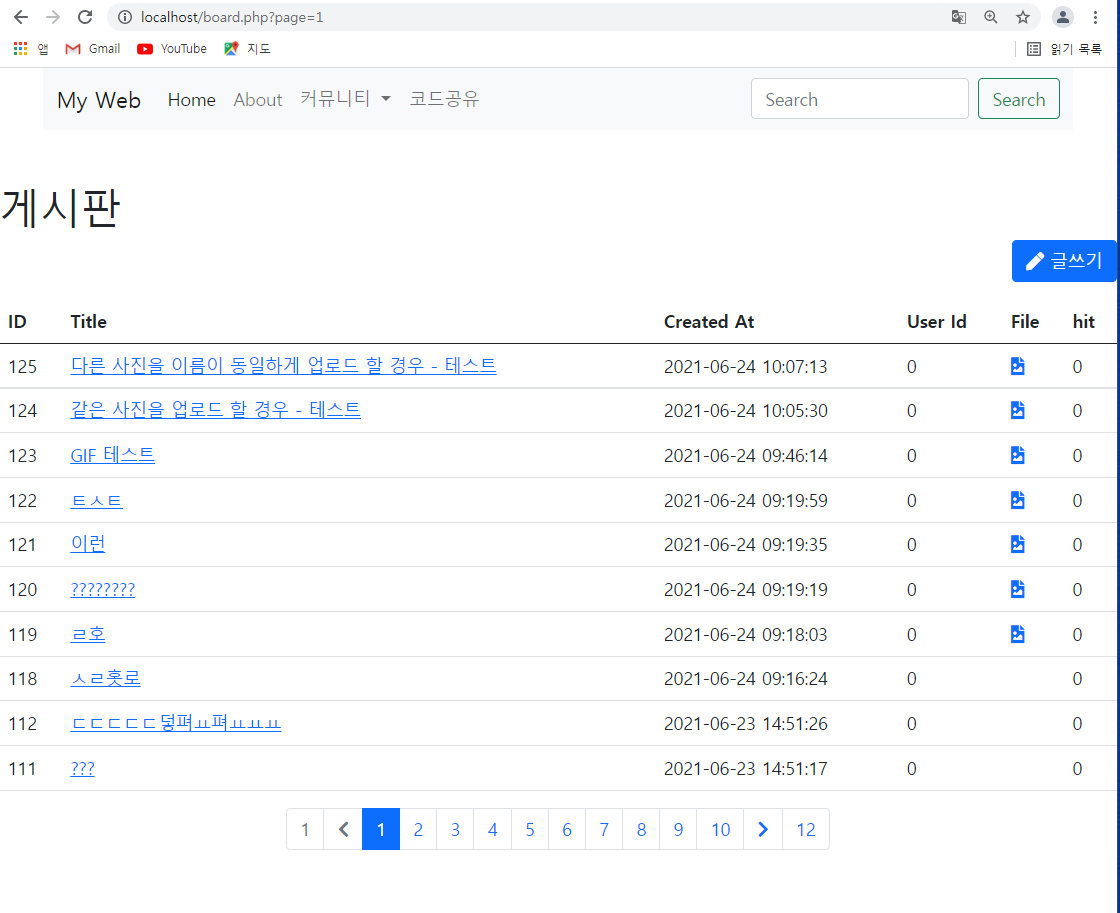 localhost/board.php?page=1
앱 Gmail YouTube 지도 읽기 목록
My Web Home About 커뮤니티 코드공유 Search Search
게시판
글쓰기
ID Title Created At User Id File hit
125 다른 사진을 이름이 동일하게 업로드 할 경우 - 테스트 2021-06-24 10:07:13 0 0
124 같은 사진을 업로드 할 경우 - 테스트 2021-06-24 10:05:30 0 0
123 GIF 테스트 2021-06-24 09:46:14 0 0
122 트ㅅ트 2021-06-24 09:19:59 0 0
121 이런 2021-06-24 09:19:35 0 0
120 ???????? 2021-06-24 09:19:19 0 0
119 ㄹ호 2021-06-24 09:18:03 0 0
118 ㅅㄹ홋로 2021-06-24 09:16:24 0 0
112 ㄷㄷㄷㄷㄷ덯펴ㅛ펴ㅛㅛㅛ 2021-06-23 14:51:26 0 0
111 ??? 2021-06-23 14:51:17 0 0
1 1 2 3 4 5 6 7 8 9 10 12